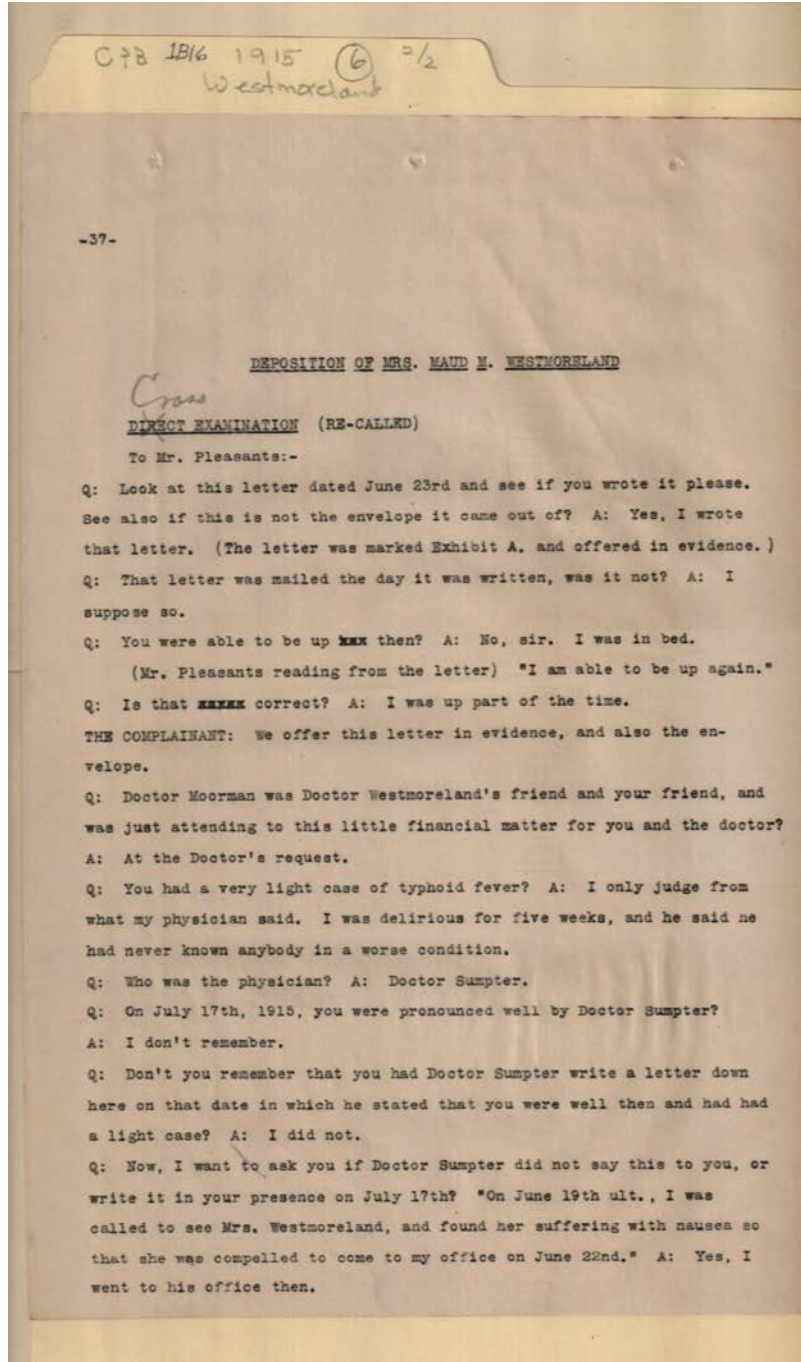 C&B 1B16 1915 6 2/2
Westmoreland
-37-
DEPOSITION OF MRS. MAUD M. WESTMORELAND
Cross
DIRECT EXAMINATION (RE-CALLED)
To Mr. Pleasants:-
Q: Look at this letter dated June 23rd and see if you wrote it please.
See also if this is not the envelope it came out of? A: Yes, I wrote
that letter. (The letter was marked Exhibit A. and offered in evidence.)
Q: That letter was mailed the day it was written, was it not? A: I
suppose so.
Q: You were able to be up xxx then? A: No, sir. I was in bed.
(Mr. Pleasants reading from the letter) "I am able to be up again."
Q: Is that xxxxx correct? A: I was up part of the time.
THE COMPLAINANT: We offer this letter in evidence, and also the en-
velope.
Q: Doctor Moorman was Doctor Westmoreland's friend and your friend, and
was just attending to this little financial matter for you and the doctor?
A: At the Doctor's request.
Q: You had a very light case of typhoid fever? A: I only judge from
what my physician said. I was delirious for five weeks, and he said he
had never known anybody in a worse condition.
Q: Who was the physician? A: Doctor Sumpter.
Q: On July 17th, 1915, you were pronounced well by Doctor Sumpter?
A: I don't remember.
Q: Don't you remember that you had Doctor Sumpter write a letter down
here on that date in which he stated that you were well then and had had
a light case? A: I did not.
Q: Now, I want to ask you if Doctor Sumpter did not say this to you, or
write it in your presence on July 17th? "On June 19th ult., I was
called to see Mrs. Westmoreland, and found her suffering with nausea so
that she was compelled to come to my office on June 22nd." A: Yes, I
went to his office then.